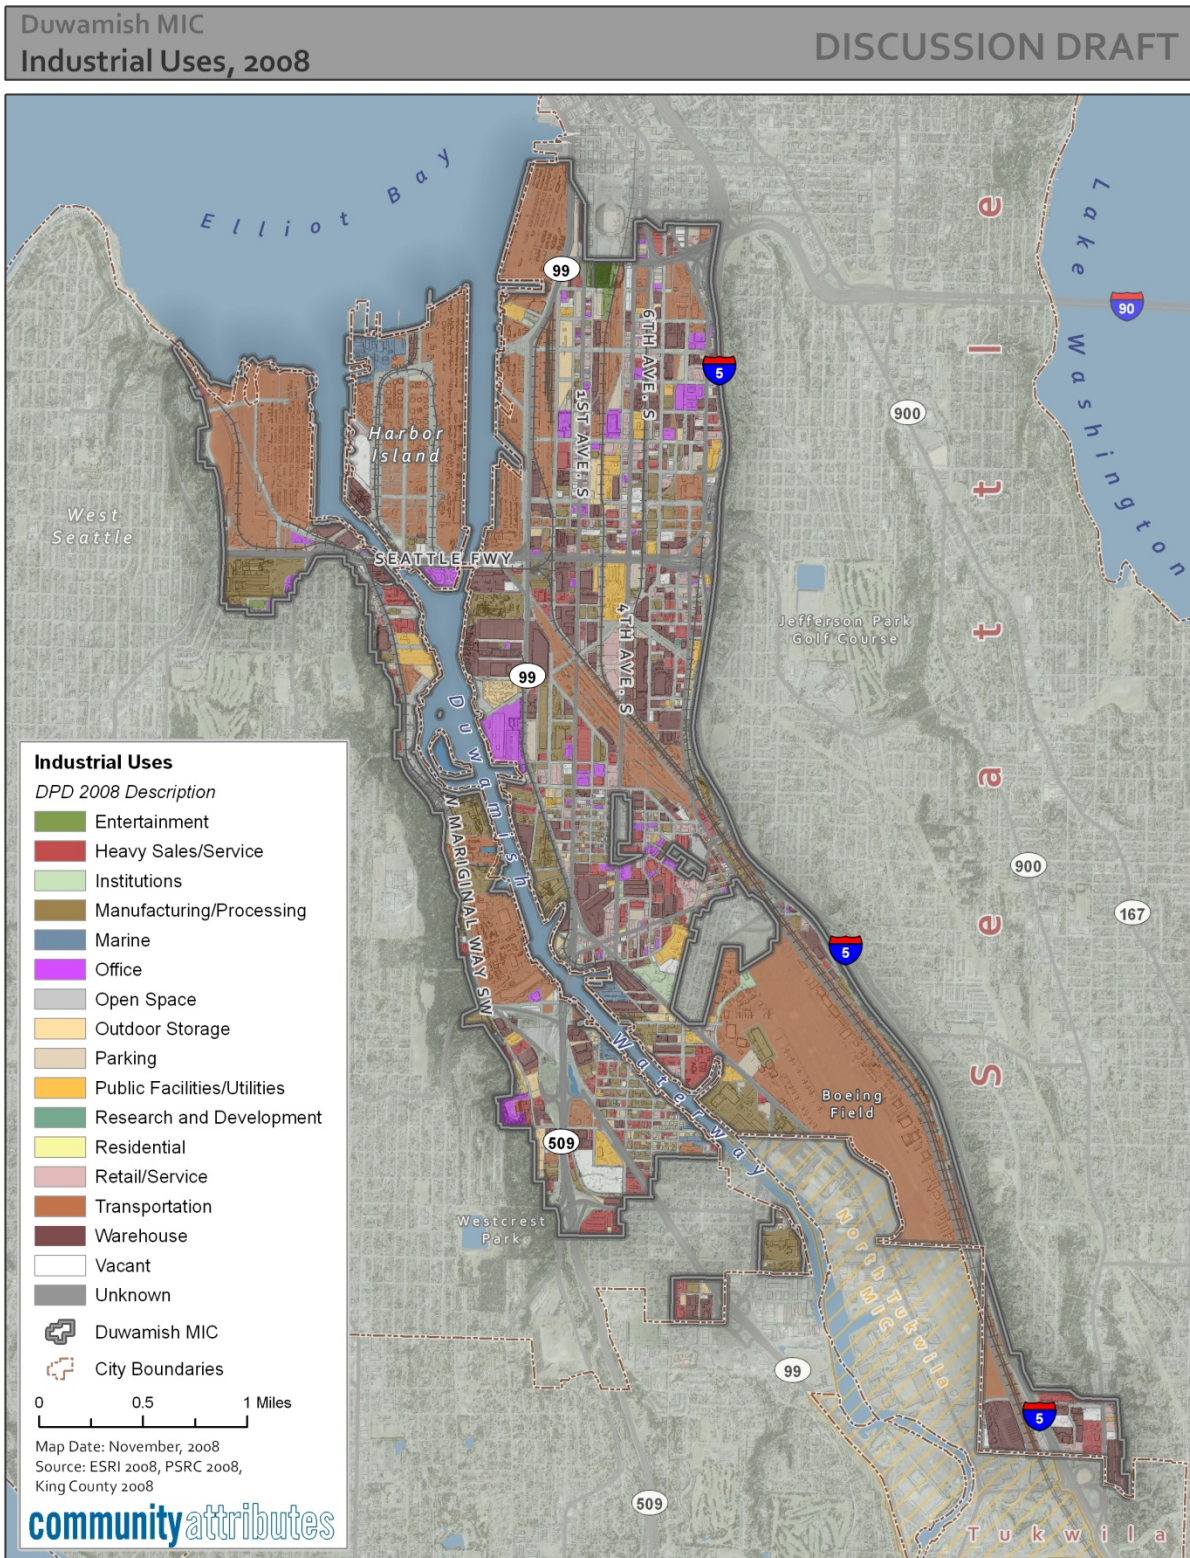 Duwamish MIC
Industrial Uses, 2008
DISCUSSION DRAFT
Elliot Bay
Lake Washington
99
90
6TH AVE. S
5
1ST AVE. S
900
Harbor
Island
West
Seattle
Seattle
SEATTLE FWY
4TH AVE. S
Jefferson Park
Golf Course
99
Duwamish Waterway
W MARIGINAL WAY SW
900
167
5
Boeing
Field
509
Westcrest
Park
North Tukwila
MIC
99
5
509
Tukwila
Industrial Uses
DPD 2008 Description
Entertainment
Heavy Sales/Service
Institutions
Manufacturing/Processing
Marine
Office
Open Space
Outdoor Storage
Parking
Public Facilities/Utilities
Research and Development
Residential
Retail/Service
Transportation
Warehouse
Vacant
Unknown
Duwamish MIC
City Boundaries
0 0.5 1 Miles
Map Date: November, 2008
Source: ESRI 2008, PSRC 2008,
King County 2008
communityattributes